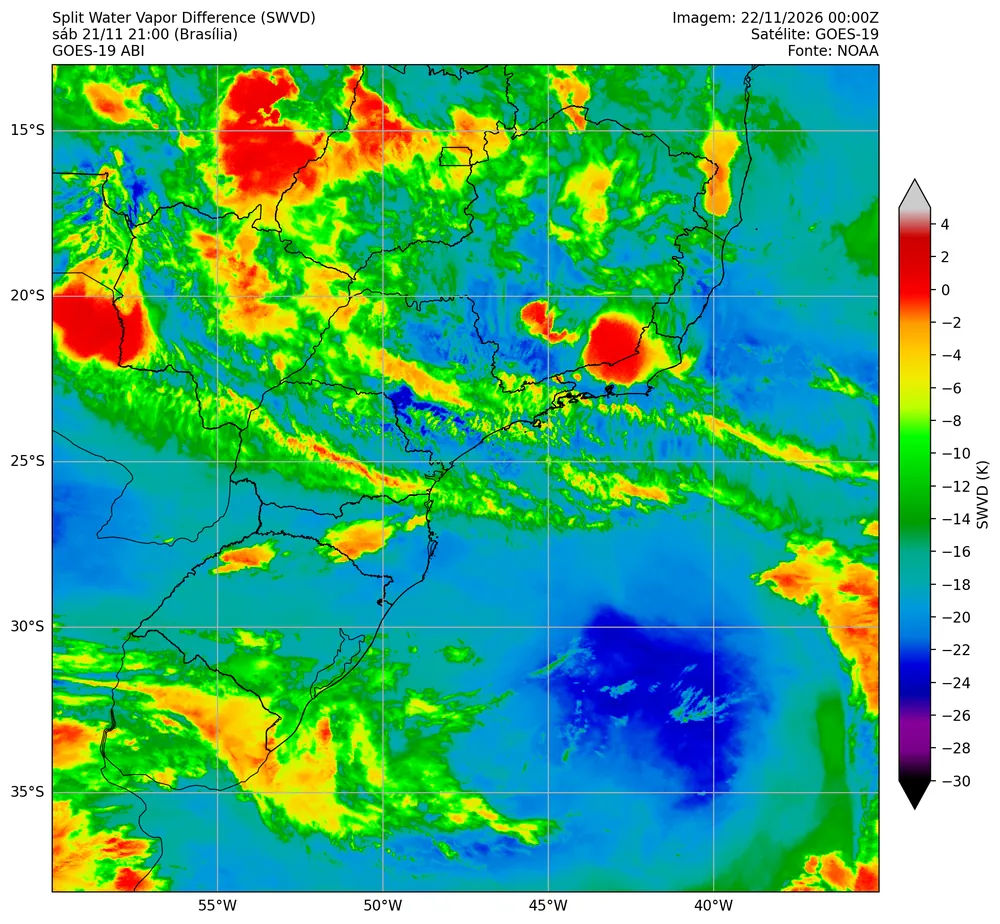 Split Water Vapor Difference (SWVD)
sáb 21/11 21:00 (Brasília)
GOES-19 ABI
Imagem: 22/11/2026 00:00Z
Satélite: GOES-19
Fonte: NOAA
15°S
20°S
25°S
30°S
35°S
55°W
50°W
45°W
40°W
4
2
0
−2
−4
−6
−8
−10
−12
−14
−16
−18
−20
−22
−24
−26
−28
−30
SWVD (K)